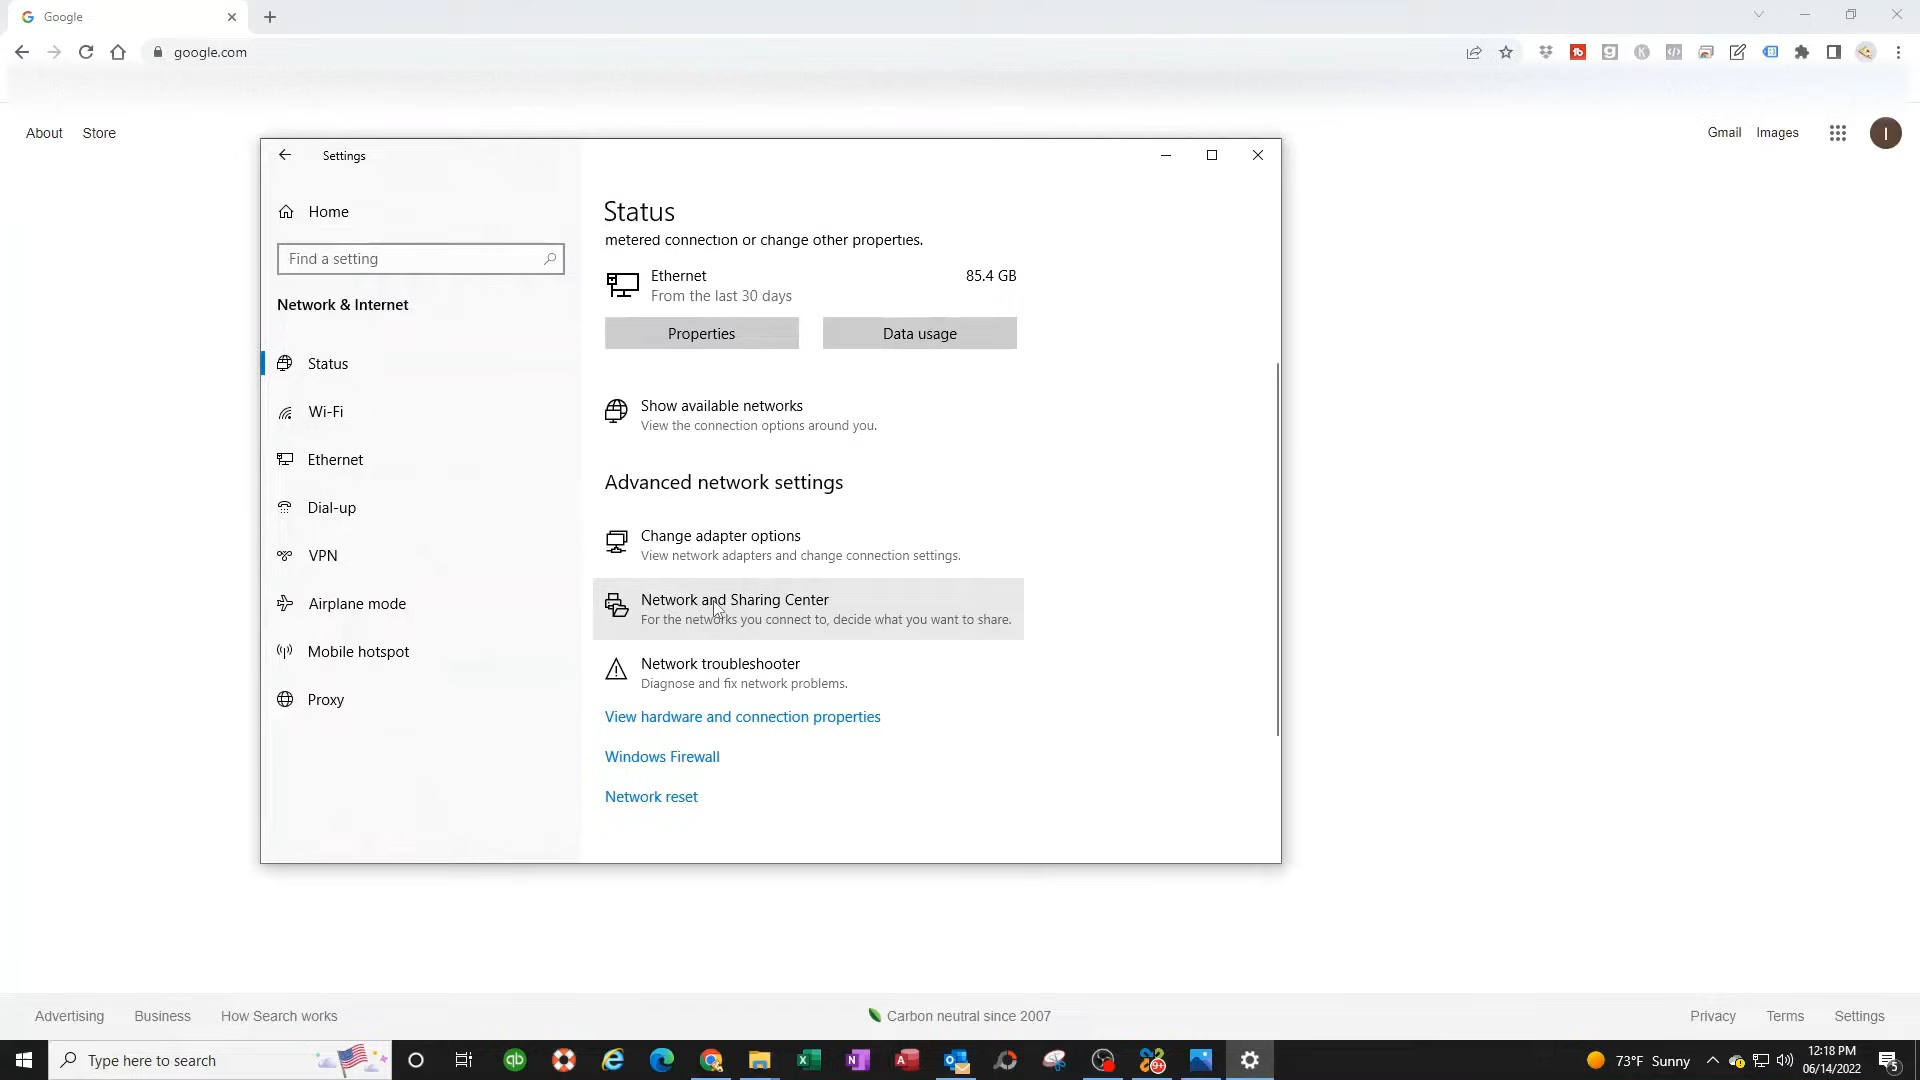 Google
google.com
About Store
Gmail Images
I
Settings
Home
Find a setting
Network & Internet
Status
Wi-Fi
Ethernet
Dial-up
VPN
Airplane mode
Mobile hotspot
Proxy
Status
metered connection or change other properties.
Ethernet 85.4 GB
From the last 30 days
Properties Data usage
Show available networks
View the connection options around you.
Advanced network settings
Change adapter options
View network adapters and change connection settings.
Network and Sharing Center
For the networks you connect to, decide what you want to share.
Network troubleshooter
Diagnose and fix network problems.
View hardware and connection properties
Windows Firewall
Network reset
Advertising Business How Search works
Carbon neutral since 2007
Privacy Terms Settings
Type here to search
73°F Sunny
12:18 PM
06/14/2022
5